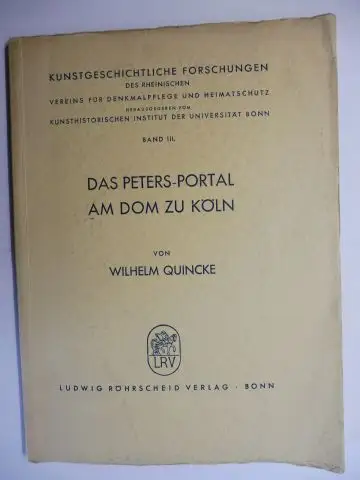 KUNSTGESCHICHTLICHE FORSCHUNGEN
DES RHEINISCHEN
VEREINS FÜR DENKMALPFLEGE UND HEIMATSCHUTZ
HERAUSGEGEBEN VOM
KUNSTHISTORISCHEN INSTITUT DER UNIVERSITÄT BONN
BAND III.
DAS PETERS-PORTAL
AM DOM ZU KÖLN
VON
WILHELM QUINCKE
LRV
LUDWIG RÖHRSCHEID VERLAG · BONN